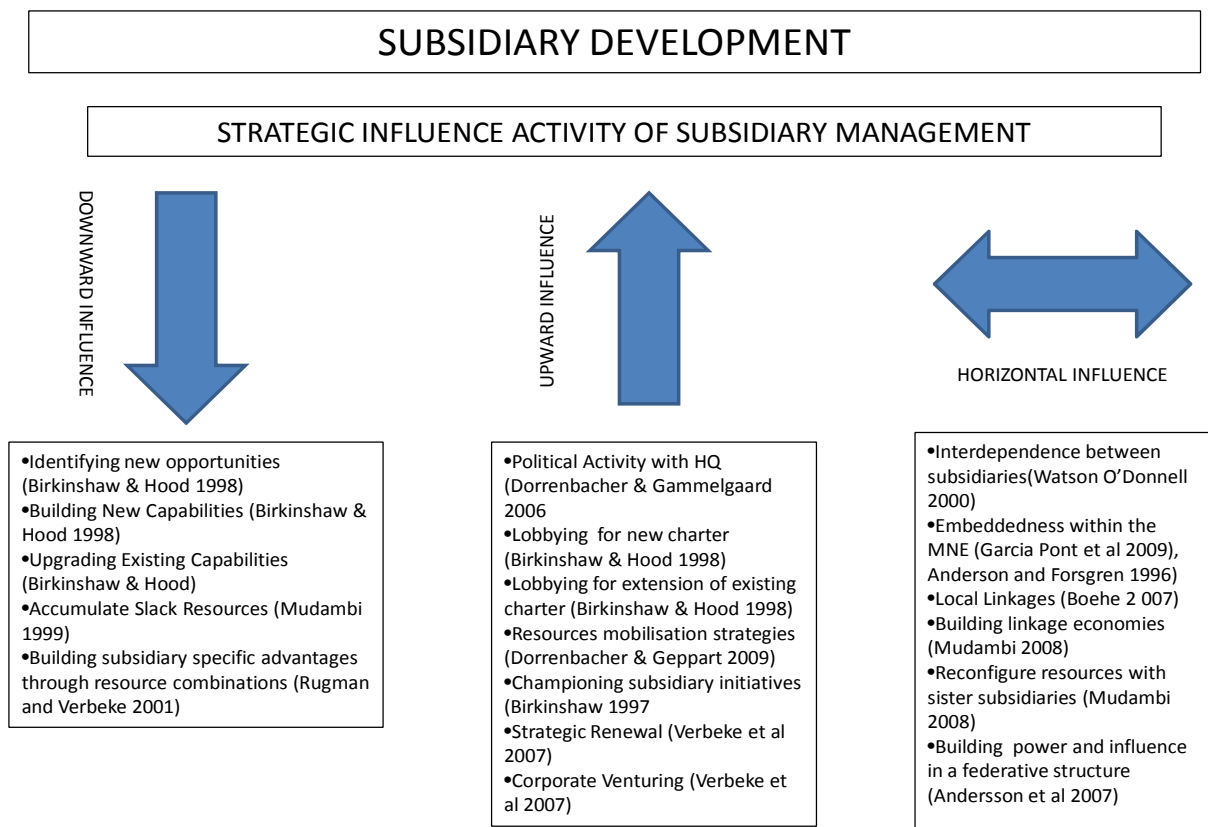 SUBSIDIARY DEVELOPMENT
STRATEGIC INFLUENCE ACTIVITY OF SUBSIDIARY MANAGEMENT
DOWNWARD INFLUENCE
•Identifying new opportunities
(Birkinshaw & Hood 1998)
•Building New Capabilities (Birkinshaw &
Hood 1998)
•Upgrading Existing Capabilities
(Birkinshaw & Hood)
•Accumulate Slack Resources (Mudambi
1999)
•Building subsidiary specific advantages
through resource combinations (Rugman
and Verbeke 2001)
UPWARD INFLUENCE
•Political Activity with HQ
(Dorrenbacher & Gammelgaard
2006
•Lobbying for new charter
(Birkinshaw & Hood 1998)
•Lobbying for extension of existing
charter (Birkinshaw & Hood 1998)
•Resources mobilisation strategies
(Dorrenbacher & Geppart 2009)
•Championing subsidiary initiatives
(Birkinshaw 1997
•Strategic Renewal (Verbeke et al
2007)
•Corporate Venturing (Verbeke et
al 2007)
HORIZONTAL INFLUENCE
•Interdependence between
subsidiaries(Watson O’Donnell
2000)
•Embeddedness within the
MNE (Garcia Pont et al 2009),
Anderson and Forsgren 1996)
•Local Linkages (Boehe 2 007)
•Building linkage economies
(Mudambi 2008)
•Reconfigure resources with
sister subsidiaries (Mudambi
2008)
•Building power and influence
in a federative structure
(Andersson et al 2007)